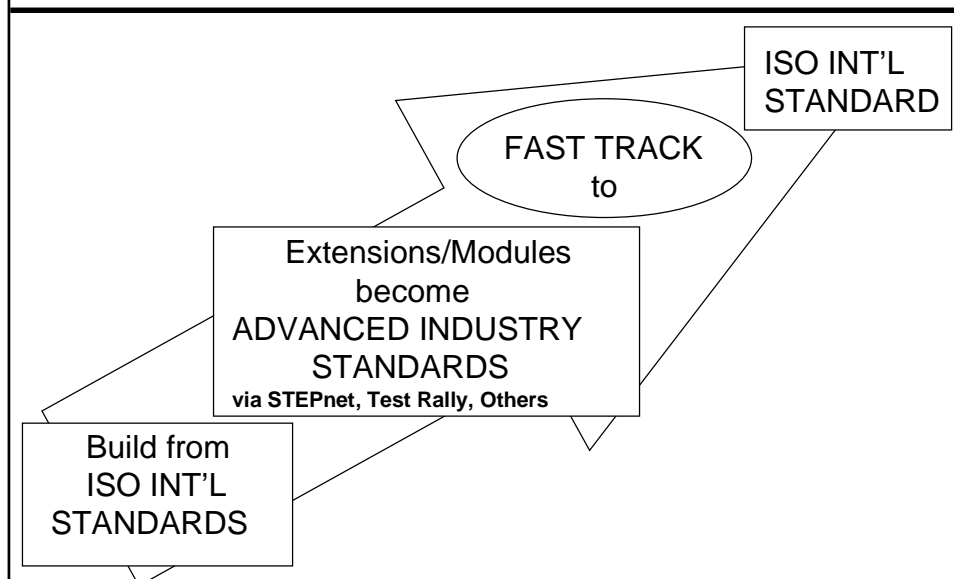 ISO INT’L
STANDARD
FAST TRACK
to
Extensions/Modules
become
ADVANCED INDUSTRY
STANDARDS
via STEPnet, Test Rally, Others
Build from
ISO INT’L
STANDARDS